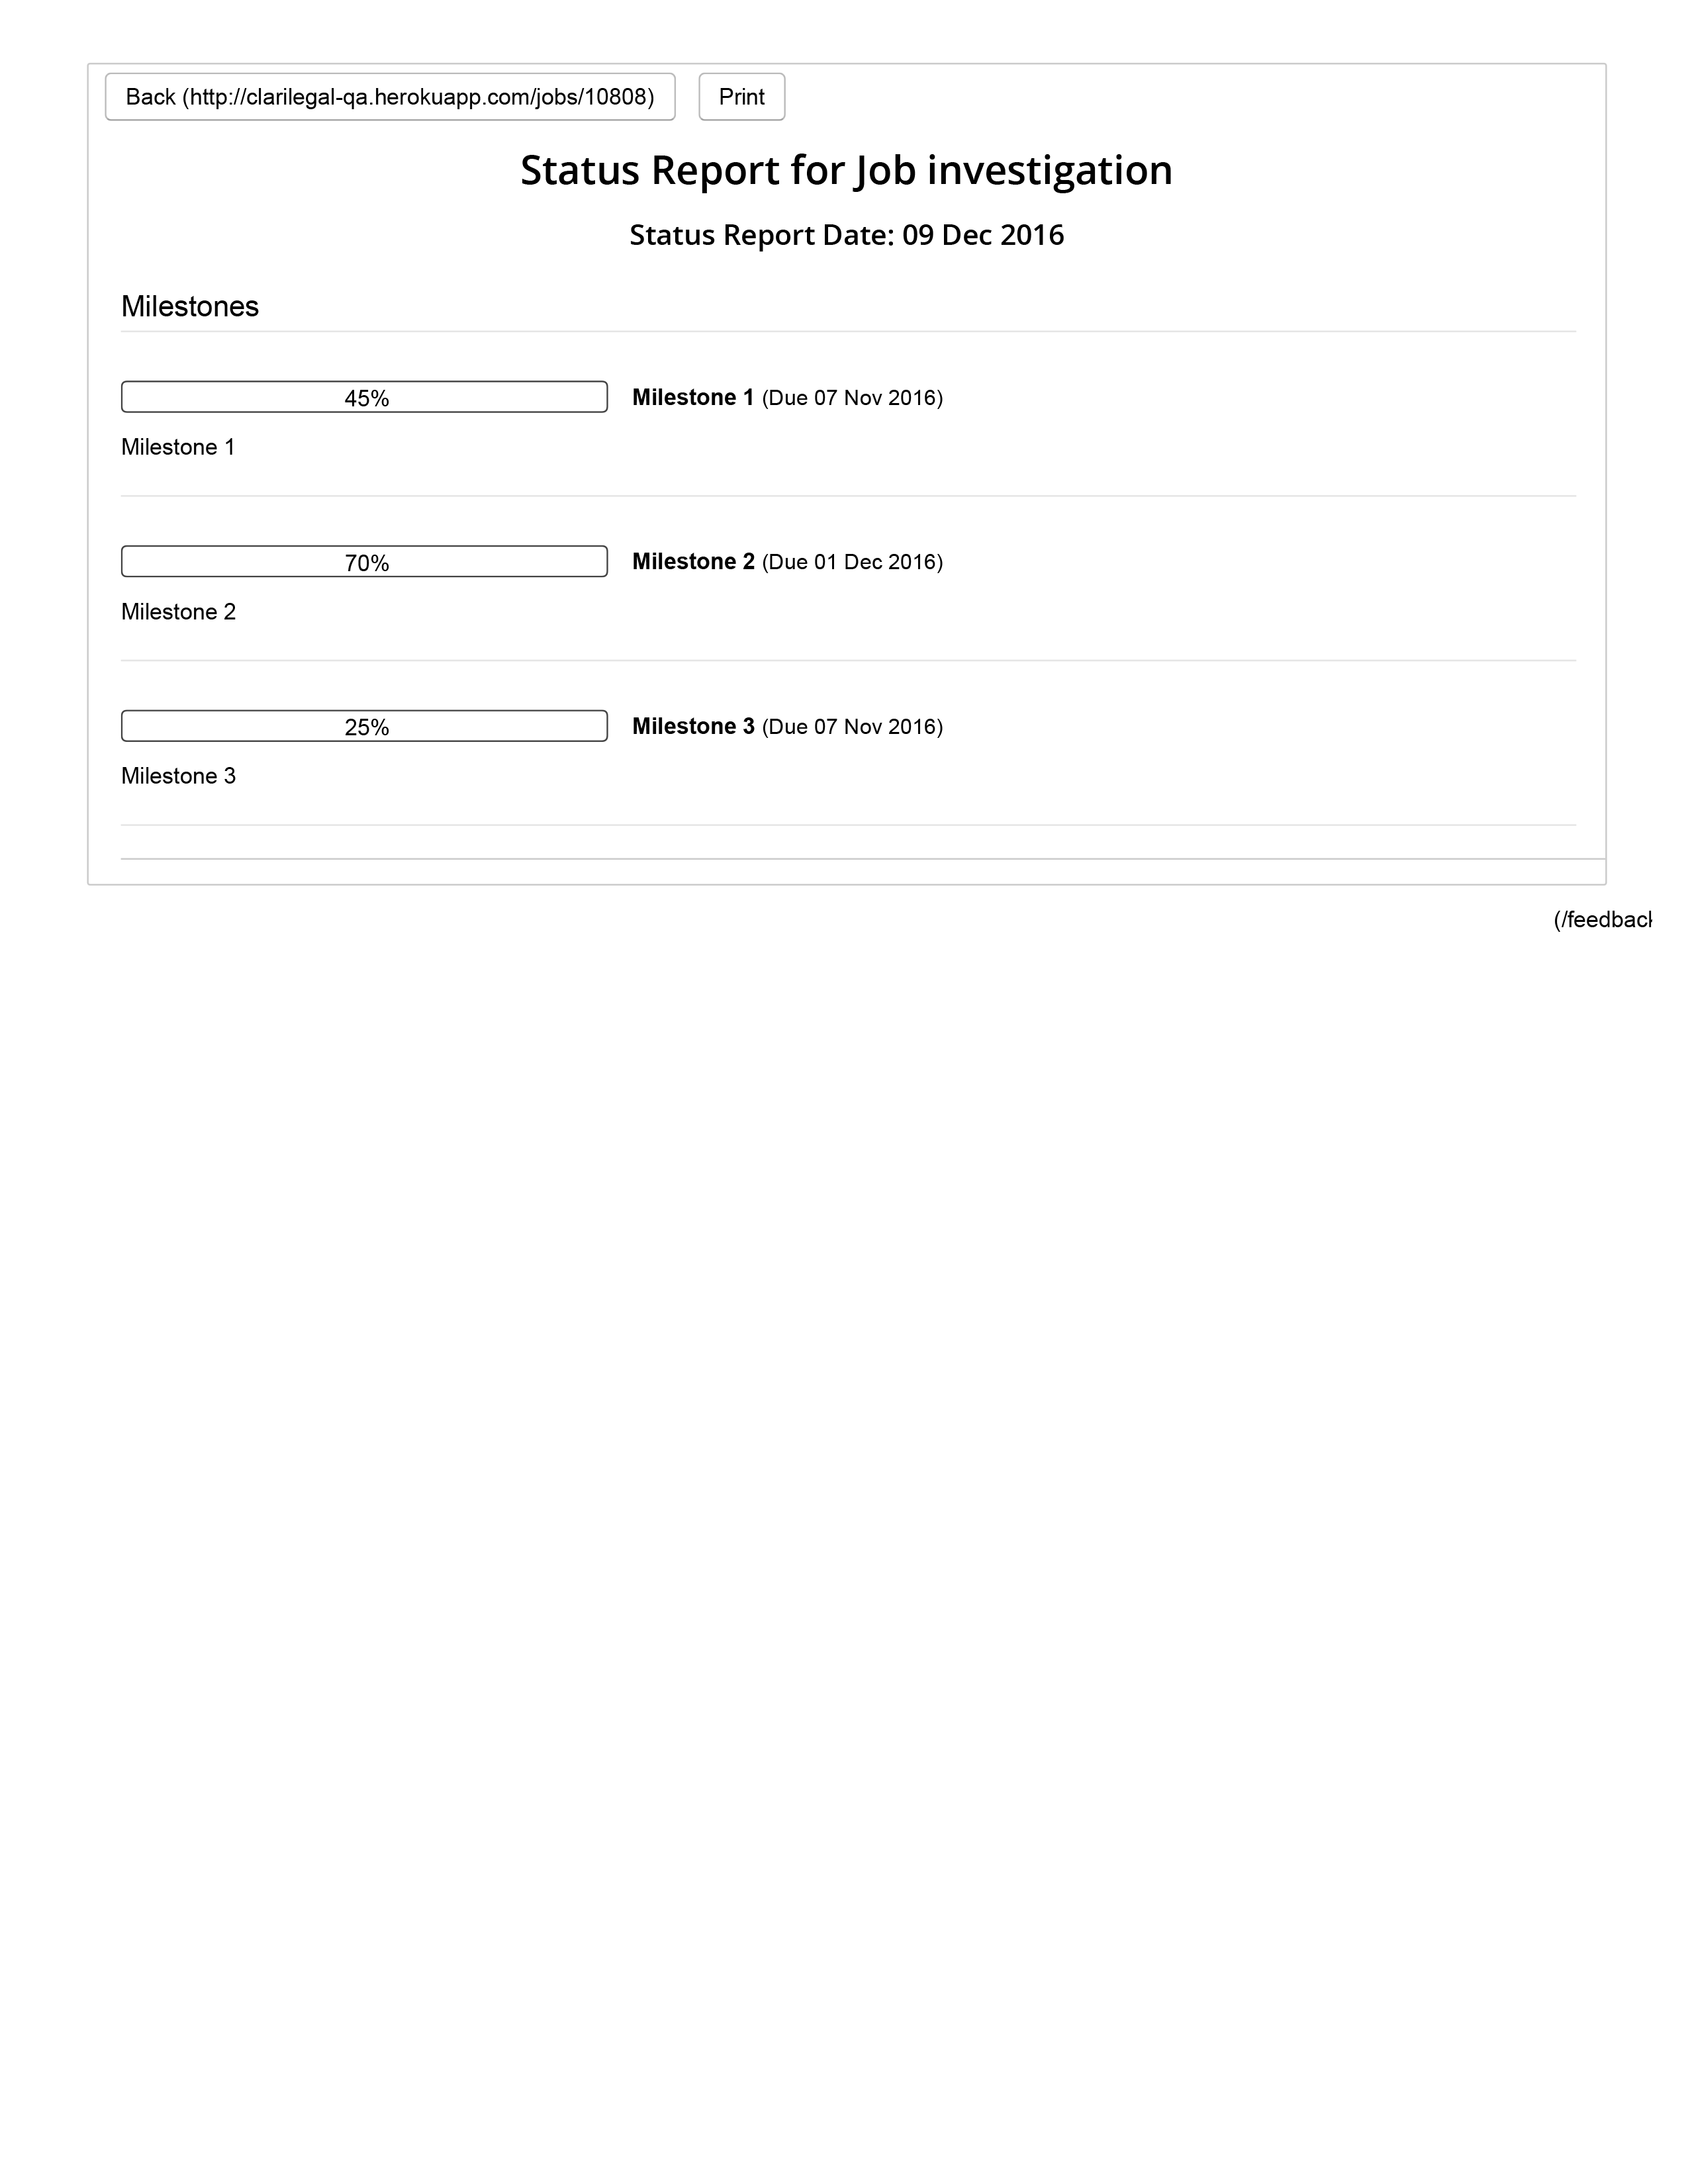 Back (http://clarilegal-qa.herokuapp.com/jobs/10808) Print
Status Report for Job investigation
Status Report Date: 09 Dec 2016
Milestones
45% Milestone 1 (Due 07 Nov 2016)
Milestone 1
70% Milestone 2 (Due 01 Dec 2016)
Milestone 2
25% Milestone 3 (Due 07 Nov 2016)
Milestone 3
(/feedback